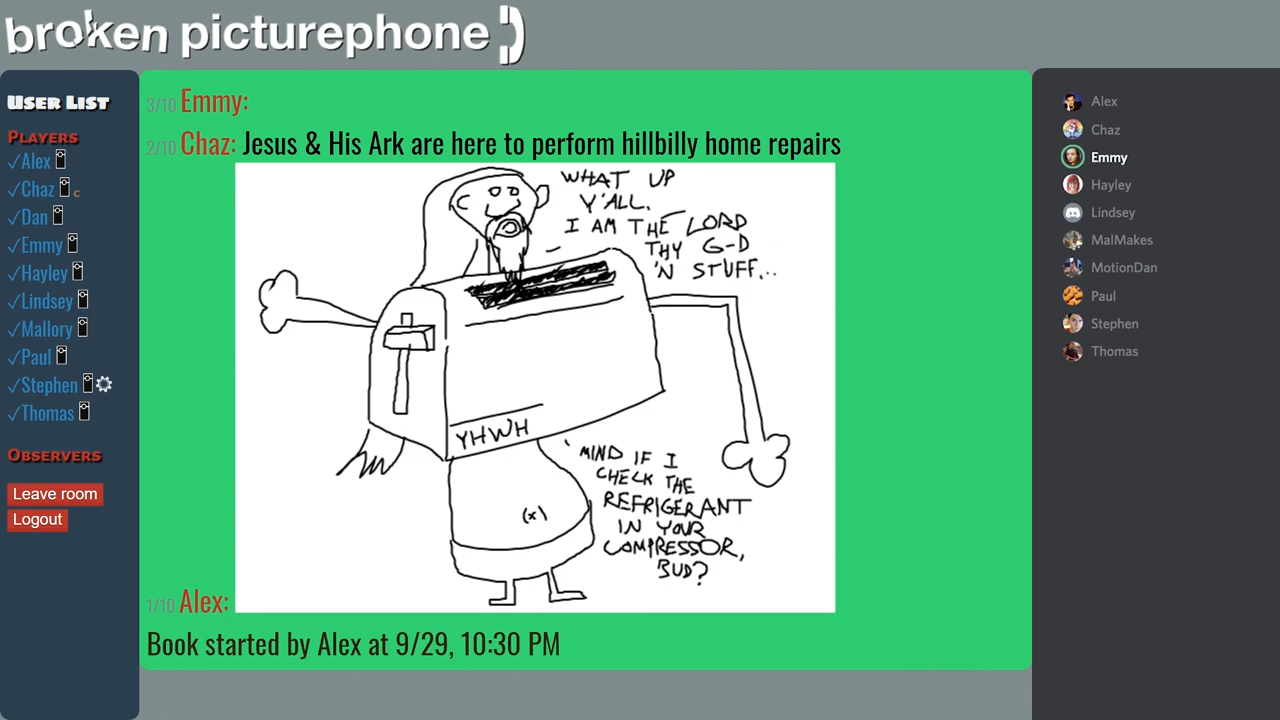 broken picturephone
User List
Players
✓Alex
✓Chaz c
✓Dan
✓Emmy
✓Hayley
✓Lindsey
✓Mallory
✓Paul
✓Stephen
✓Thomas
Observers
Leave room
Logout
3/10 Emmy:
2/10 Chaz: Jesus & His Ark are here to perform hillbilly home repairs
WHAT UP
Y'ALL.
I AM THE LORD
THY G-D
'N STUFF...
YHWH
(x)
MIND IF I
CHECK THE
REFRIGERANT
IN YOUR
COMPRESSOR,
BUD?
1/10 Alex:
Book started by Alex at 9/29, 10:30 PM
Alex
Chaz
Emmy
Hayley
Lindsey
MalMakes
MotionDan
Paul
Stephen
Thomas